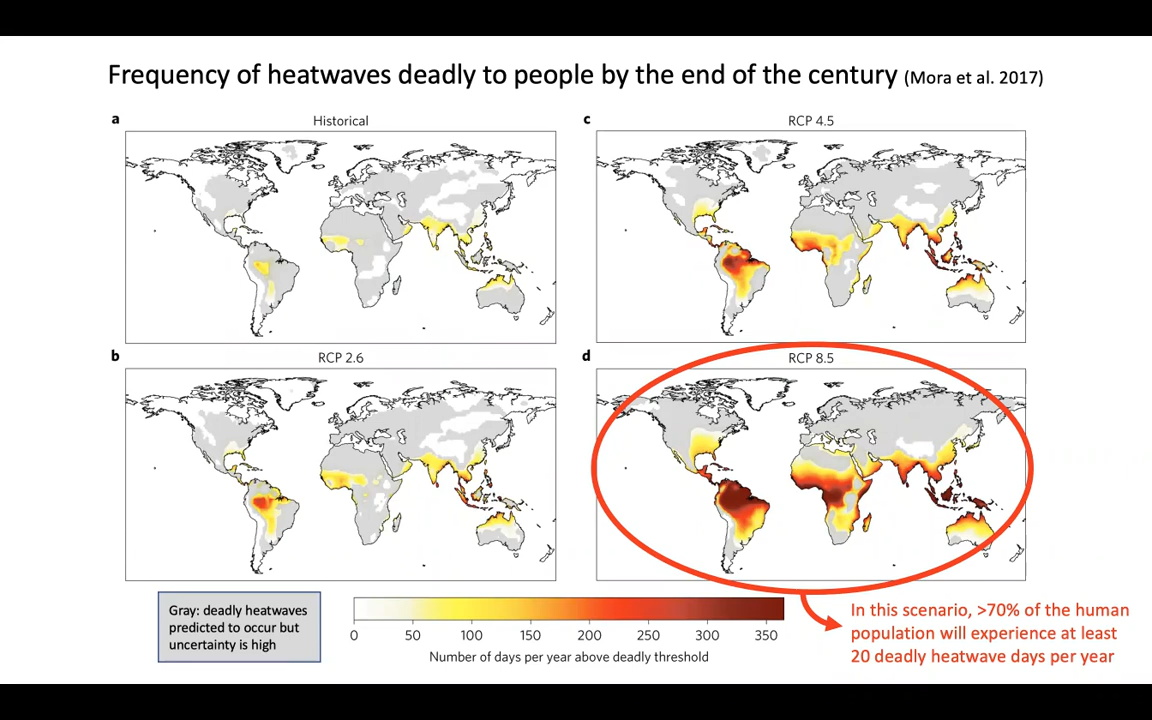 Frequency of heatwaves deadly to people by the end of the century (Mora et al. 2017)
a
Historical
c
RCP 4.5
b
RCP 2.6
d
RCP 8.5
Gray: deadly heatwaves
predicted to occur but
uncertainty is high
0 50 100 150 200 250 300 350
Number of days per year above deadly threshold
In this scenario, >70% of the human
population will experience at least
20 deadly heatwave days per year